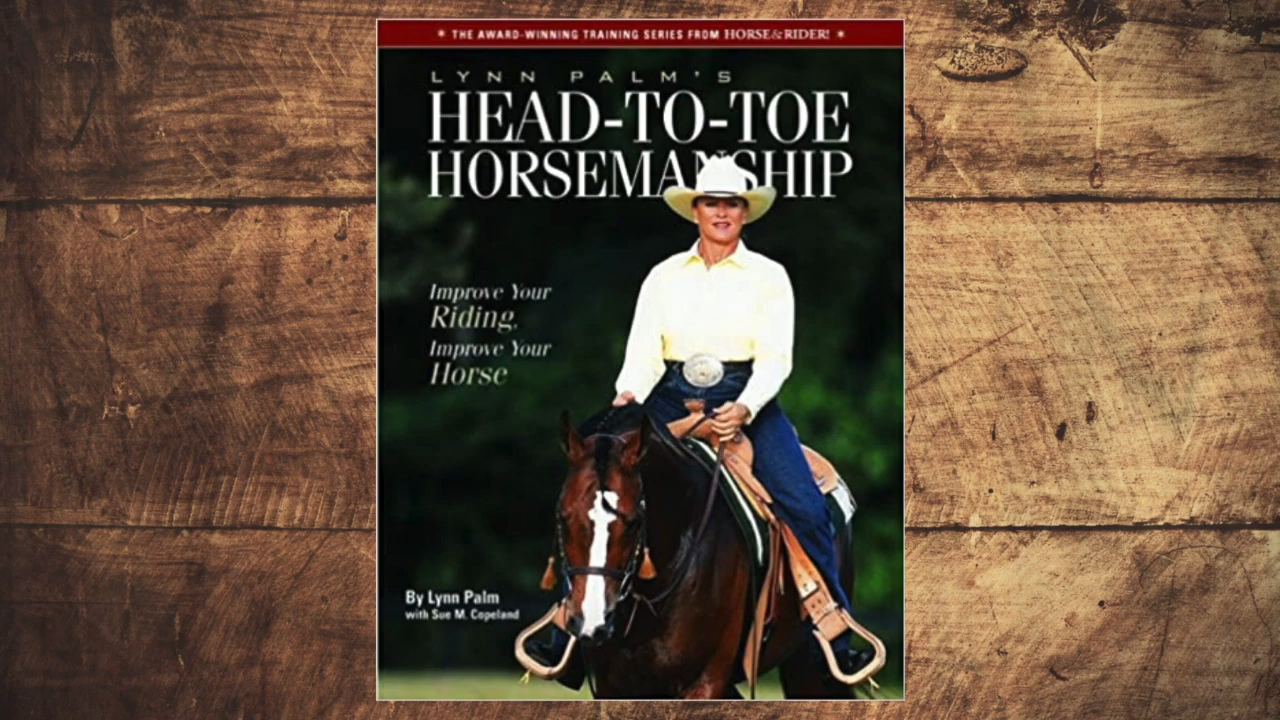 * THE AWARD-WINNING TRAINING SERIES FROM HORSE & RIDER! *
LYNN PALM'S
HEAD-TO-TOE
HORSEMANSHIP
Improve Your
Riding,
Improve Your
Horse
By Lynn Palm
with Sue M. Copeland